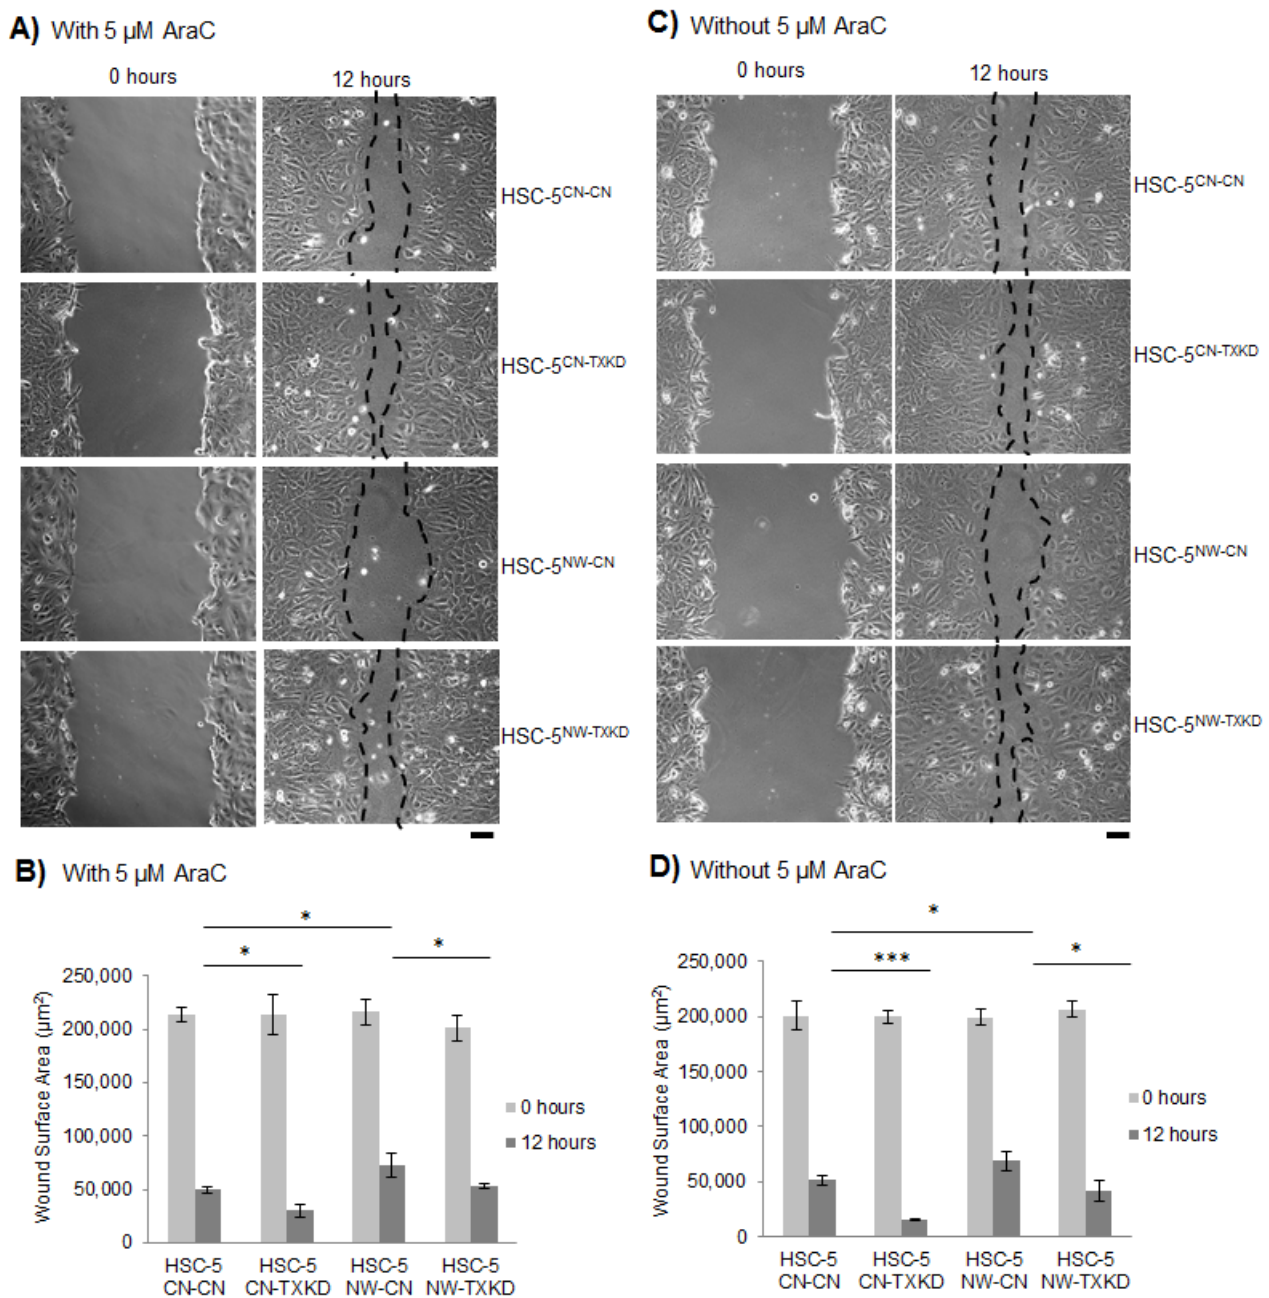 A) With 5 µM AraC
0 hours
12 hours
HSC-5CN-CN
HSC-5CN-TXKD
HSC-5NW-CN
HSC-5NW-TXKD
C) Without 5 µM AraC
0 hours
12 hours
HSC-5CN-CN
HSC-5CN-TXKD
HSC-5NW-CN
HSC-5NW-TXKD
B) With 5 µM AraC
*
*
*
Wound Surface Area (µm²)
250,000
200,000
150,000
100,000
50,000
0
HSC-5
CN-CN
HSC-5
CN-TXKD
HSC-5
NW-CN
HSC-5
NW-TXKD
0 hours
12 hours
D) Without 5 µM AraC
*
***
*
Wound Surface Area (µm²)
250,000
200,000
150,000
100,000
50,000
0
HSC-5
CN-CN
HSC-5
CN-TXKD
HSC-5
NW-CN
HSC-5
NW-TXKD
0 hours
12 hours